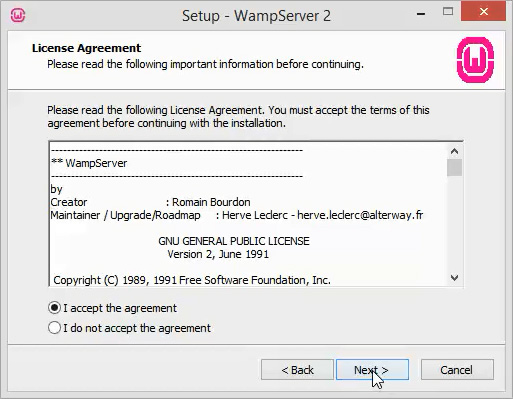 Setup - WampServer 2
License Agreement
Please read the following important information before continuing.
Please read the following License Agreement. You must accept the terms of this
agreement before continuing with the installation.
------------------------------------------------------------
** WampServer
------------------------------------------------------------
by
Creator : Romain Bourdon
Maintainer / Upgrade/Roadmap : Herve Leclerc - herve.leclerc@alterway.fr
GNU GENERAL PUBLIC LICENSE
Version 2, June 1991
Copyright (C) 1989, 1991 Free Software Foundation, Inc.
I accept the agreement
I do not accept the agreement
< Back
Next >
Cancel